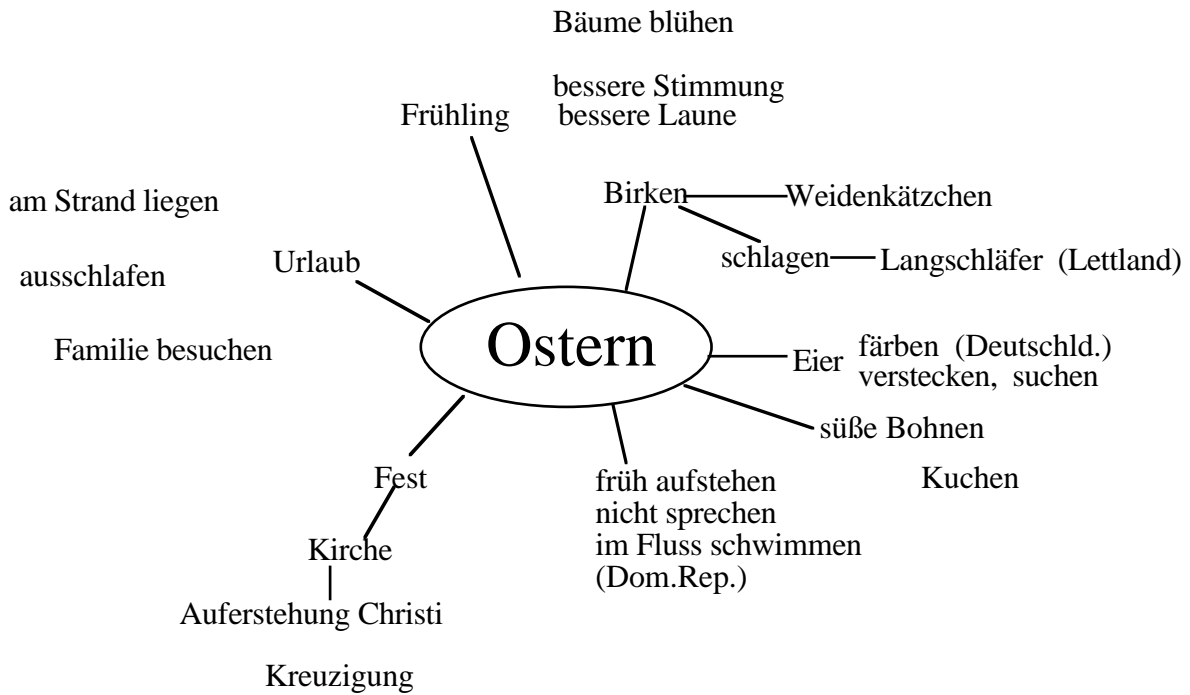 Bäume blühen
bessere Stimmung
Frühling bessere Laune
Birken Weidenkätzchen
am Strand liegen
schlagen Langschläfer (Lettland)
Urlaub
ausschlafen
Ostern
Familie besuchen
Eier
färben (Deutschld.)
verstecken, suchen
süße Bohnen
Kuchen
Fest
früh aufstehen
nicht sprechen
im Fluss schwimmen
(Dom.Rep.)
Kirche
Auferstehung Christi
Kreuzigung